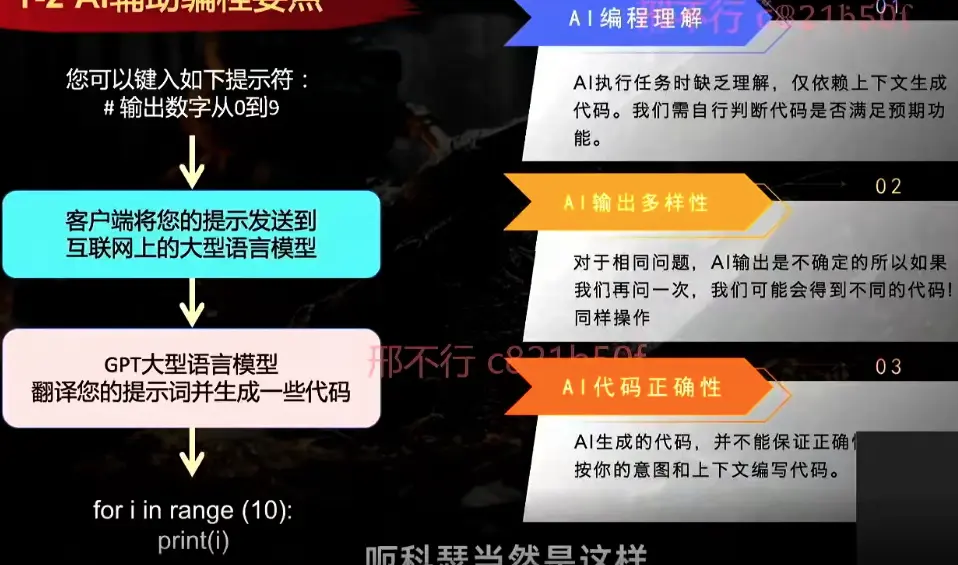 1-2 AI辅助编程要点
您可以键入如下提示符：
# 输出数字从0到9
客户端将您的提示发送到
互联网上的大型语言模型
GPT大型语言模型
翻译您的提示词并生成一些代码
for i in range (10):
print(i)
AI编程理解
01
邢不行 c821b50f
AI执行任务时缺乏理解，仅依赖上下文生成
代码。我们需自行判断代码是否满足预期功
能。
AI输出多样性
02
对于相同问题，AI输出是不确定的所以如果
我们再问一次，我们可能会得到不同的代码!
同样操作
邢不行 c821b50f
AI代码正确性
03
AI生成的代码，并不能保证正确
按你的意图和上下文编写代码。
呃科瑟当然是这样